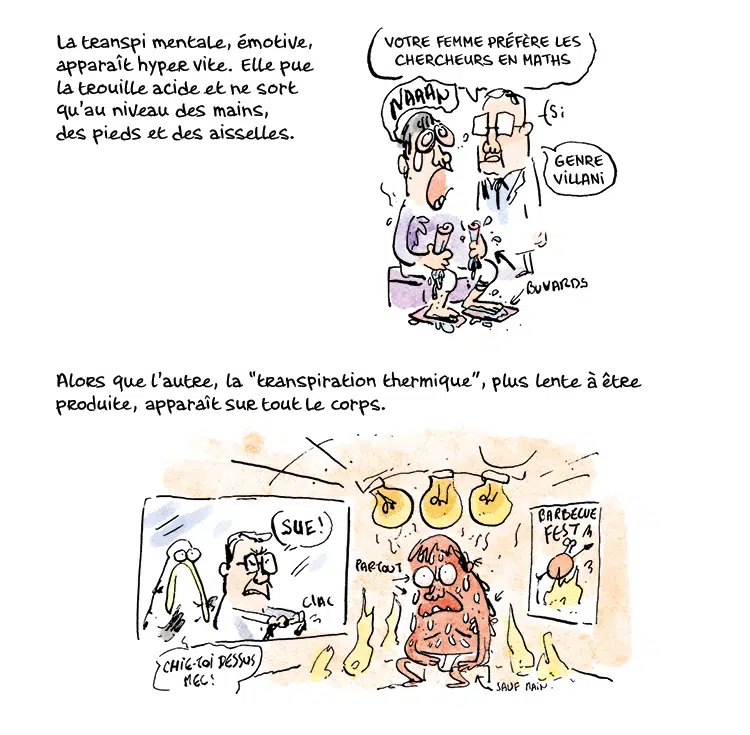 La transpi mentale, émotive,
apparaît hyper vite. Elle pue
la trouille acide et ne sort
qu'au niveau des mains,
des pieds et des aisselles.
VOTRE FEMME PRÉFÈRE LES
CHERCHEURS EN MATHS
NAAAN
Si
GENRE
VILLANI
BUVARDS
Alors que l'autre, la "transpiration thermique", plus lente à être
produite, apparaît sur tout le corps.
SUE!
CLAC
CHIE-TOI DESSUS
MEC!
PARTOUT
BARBECUE
FESTA
SAUF MAIN.